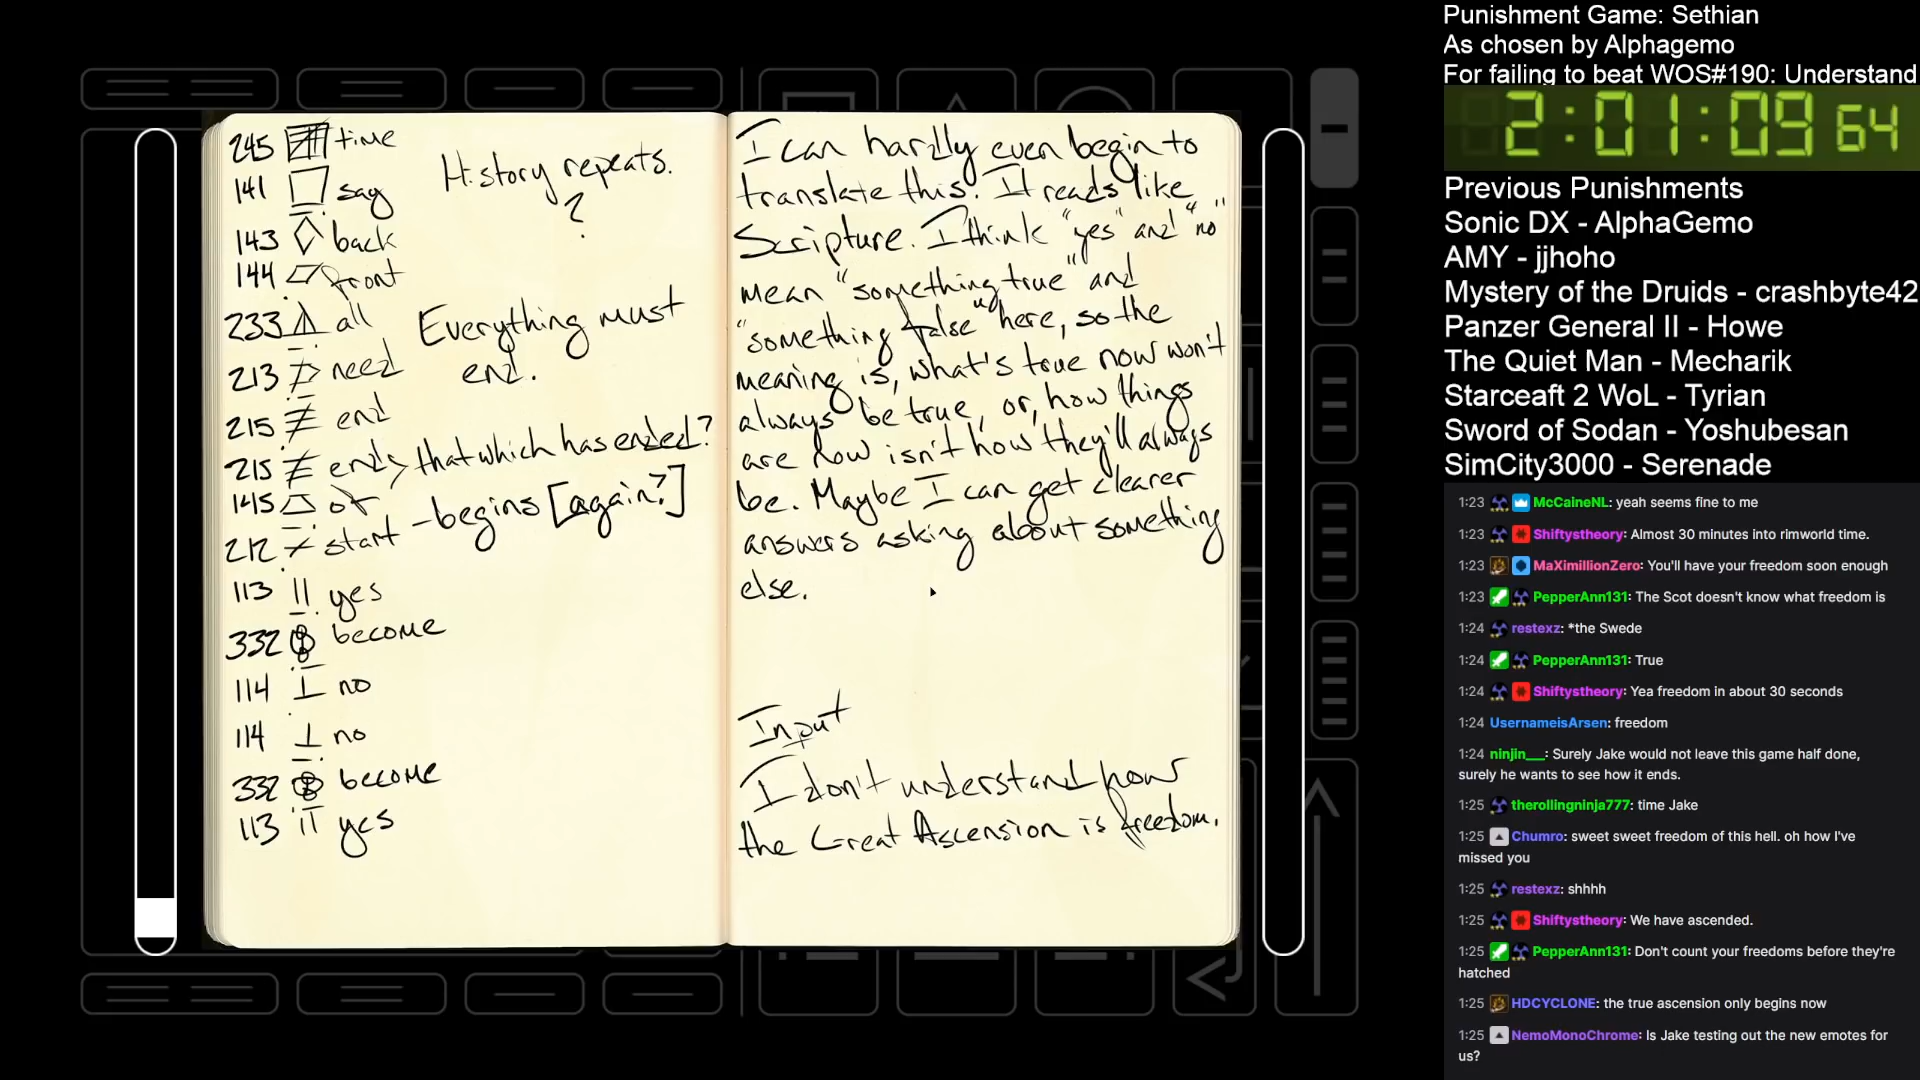 245 time
141 say
143 back
144 front
History repeats.
?
233 all
213 need
215 end
Everything must
end.
215 end > that which has ended?
145 or
212 start - begins [again?]
113 yes
332 become
114 no
114 no
332 become
113 yes
I can hardly even begin to
translate this. It reads like
Scripture. I think "yes" and "no"
mean "something true" and
"something false" here, so the
meaning is, what's true now won't
always be true, or, how things
are now isn't how they'll always
be. Maybe I can get clearer
answers asking about something
else.
Input
I don't understand how
the Great Ascension is freedom.
Punishment Game: Sethian
As chosen by Alphagemo
For failing to beat WOS#190: Understand
2:01:09 64
Previous Punishments
Sonic DX - AlphaGemo
AMY - jjhoho
Mystery of the Druids - crashbyte42
Panzer General II - Howe
The Quiet Man - Mecharik
Starceaft 2 WoL - Tyrian
Sword of Sodan - Yoshubesan
SimCity3000 - Serenade
1:23 McCaineNL: yeah seems fine to me
1:23 Shiftystheory: Almost 30 minutes into rimworld time.
1:23 MaXimillionZero: You'll have your freedom soon enough
1:23 PepperAnn131: The Scot doesn't know what freedom is
1:24 restexz: *the Swede
1:24 PepperAnn131: True
1:24 Shiftystheory: Yea freedom in about 30 seconds
1:24 UsernameisArsen: freedom
1:24 ninjin__: Surely Jake would not leave this game half done,
surely he wants to see how it ends.
1:25 therollingninja777: time Jake
1:25 Chumro: sweet sweet freedom of this hell. oh how I've
missed you
1:25 restexz: shhhh
1:25 Shiftystheory: We have ascended.
1:25 PepperAnn131: Don't count your freedoms before they're
hatched
1:25 HDCYCLONE: the true ascension only begins now
1:25 NemoMonoChrome: Is Jake testing out the new emotes for
us?